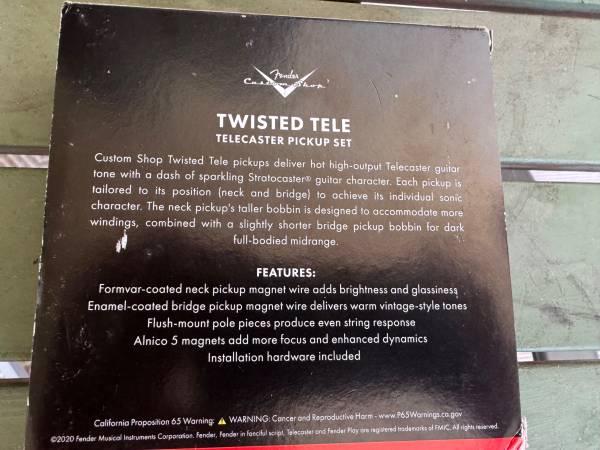 Fender
Custom Shop
TWISTED TELE
TELECASTER PICKUP SET
Custom Shop Twisted Tele pickups deliver hot high-output Telecaster guitar
tone with a dash of sparkling Stratocaster® guitar character. Each pickup is
tailored to its position (neck and bridge) to achieve its individual sonic
character. The neck pickup's taller bobbin is designed to accommodate more
windings, combined with a slightly shorter bridge pickup bobbin for dark
full-bodied midrange.
FEATURES:
Formvar-coated neck pickup magnet wire adds brightness and glassiness
Enamel-coated bridge pickup magnet wire delivers warm vintage-style tones
Flush-mount pole pieces produce even string response
Alnico 5 magnets add more focus and enhanced dynamics
Installation hardware included
California Proposition 65 Warning: ⚠ WARNING: Cancer and Reproductive Harm - www.P65Warnings.ca.gov
©2020 Fender Musical Instruments Corporation. Fender, Fender in fanciful script, Telecaster and Fender Play are registered trademarks of FMIC. All rights reserved.